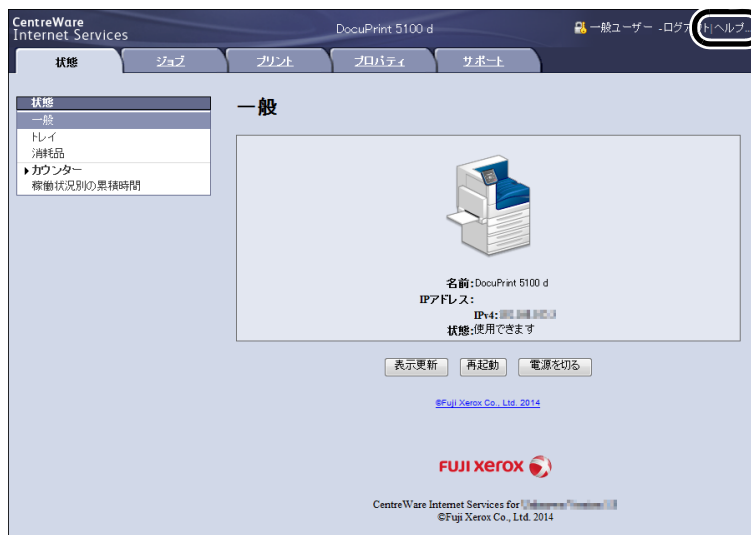 CentreWare
Internet Services
DocuPrint 5100 d
一般ユーザー -ログアウト|ヘルプ...
状態
ジョブ
プリント
プロパティ
サポート
状態
一般
トレイ
消耗品
カウンター
稼働状況別の累積時間
一般
名前:DocuPrint 5100 d
IPアドレス:
IPv4:
状態:使用できます
表示更新
再起動
電源を切る
©Fuji Xerox Co., Ltd. 2014
FUJI XEROX
CentreWare Internet Services for
©Fuji Xerox Co., Ltd. 2014